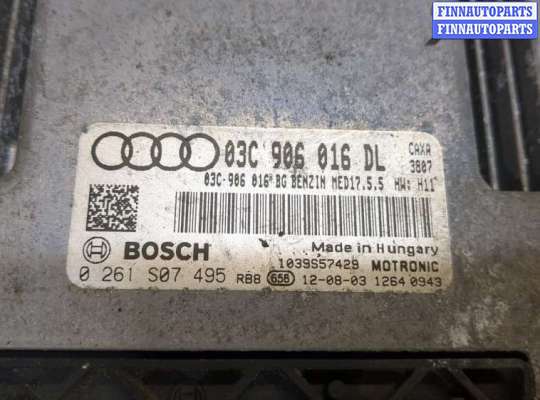 FINNAUTOPARTS
FINNAUTOPARTS
03C 906 016 DL CAXA
3807
03C 906 016 BG BENZIN MED17.5.5 HW: H11
BOSCH
Made in Hungary
1039S57429 MOTRONIC
0 261 S07 495 RBB 656 12-08-03 1264 0943